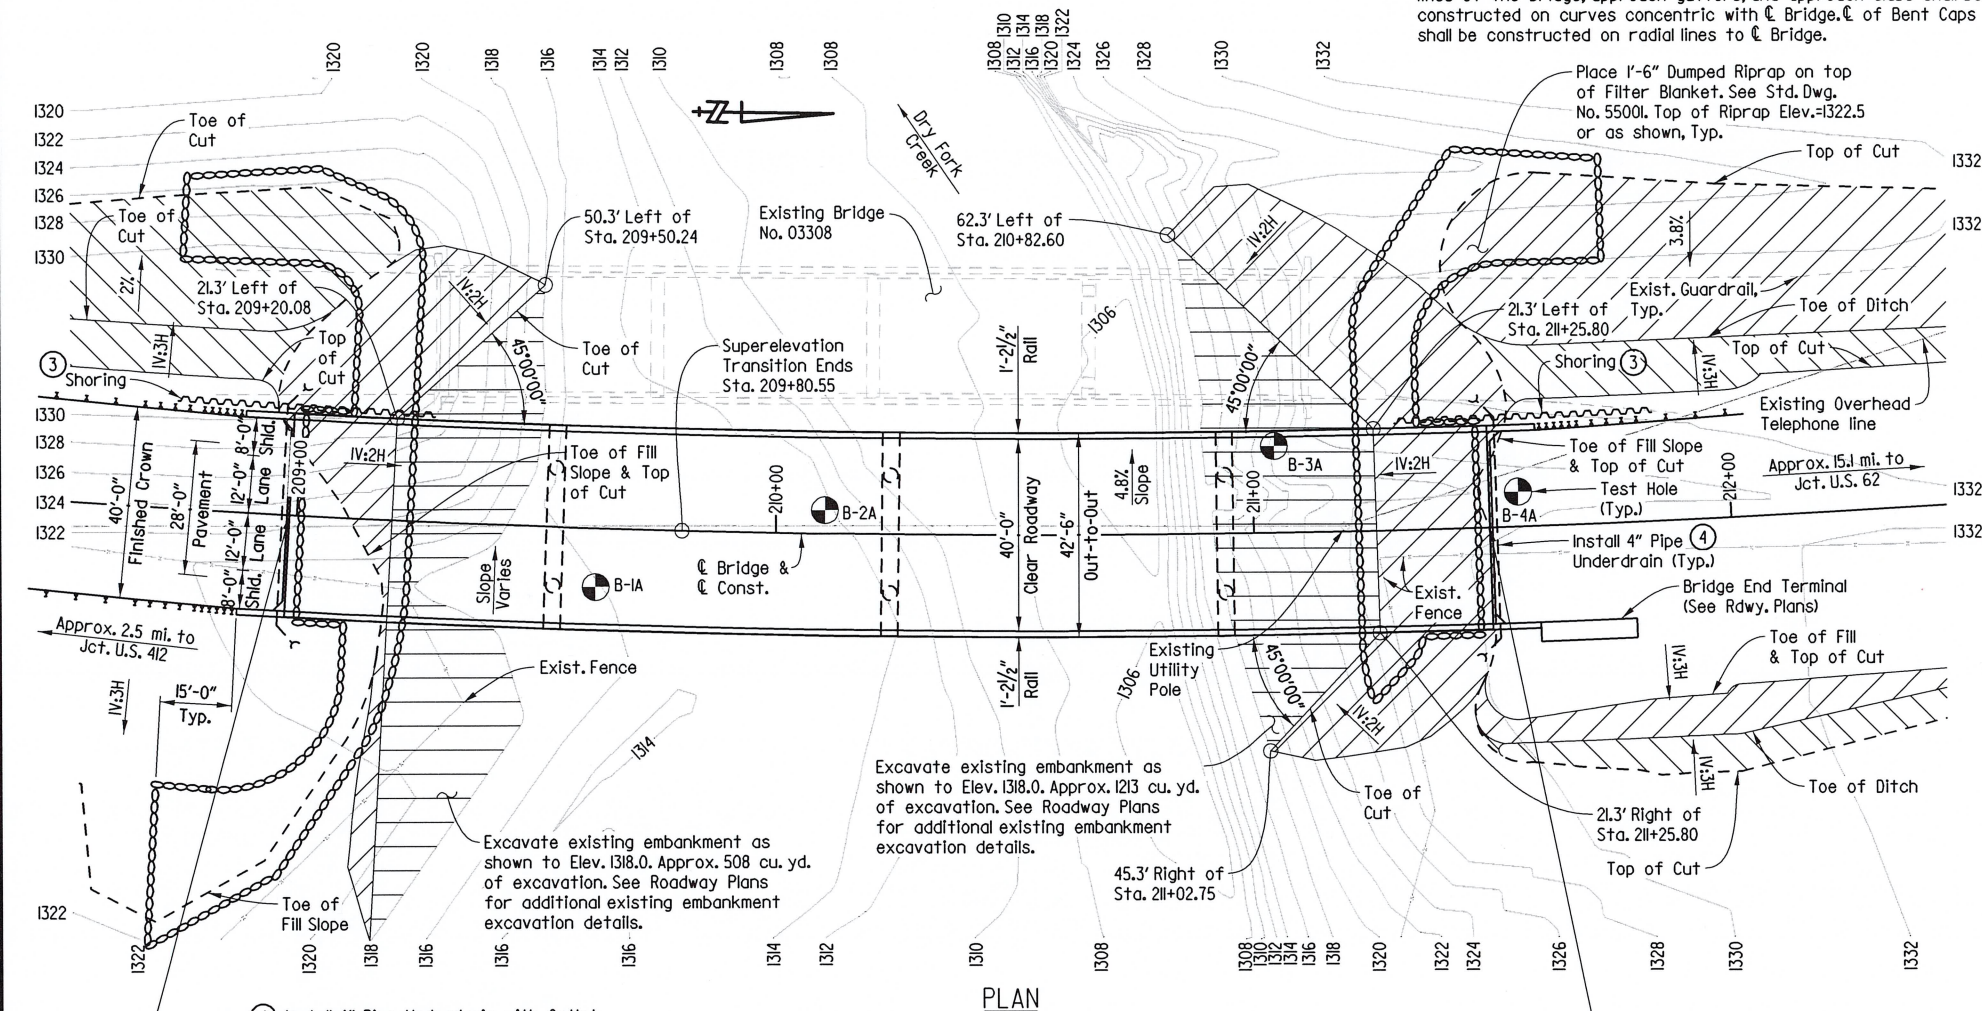 constructed on curves concentric with ℄ Bridge. ℄ of Bent Caps
shall be constructed on radial lines to ℄ Bridge.
1320
1320
1318
1316
1314
1312
1310
1308
1308
1308
1310
1312
1314
1316
1318
1320
1322
1324
1326
1328
1330
1332
Place 1'-6" Dumped Riprap on top
of Filter Blanket. See Std. Dwg.
No. 55001. Top of Riprap Elev.=1322.5
or as shown, Typ.
1320
1322
1324
1326
1328
1330
Toe of
Cut
Toe of
Cut
2%
1V:3H
21.3' Left of
Sta. 209+20.08
Top
of
Cut
1V:2H
50.3' Left of
Sta. 209+50.24
Existing Bridge
No. 03308
N
Dry Fork
Creek
62.3' Left of
Sta. 210+82.60
1V:2H
Top of Cut
1332
1332
3.8%
Exist. Guardrail,
Typ.
Toe of Ditch
21.3' Left of
Sta. 211+25.80
Top of Cut
Shoring 3
1V:3H
Existing Overhead
Telephone line
3
Shoring
45°00'00"
Toe of
Cut
Superelevation
Transition Ends
Sta. 209+80.55
1'-2½"
Rail
1306
45°00'00"
1330
1328
1326
1324
1322
40'-0"
Finished Crown
28'-0"
Pavement
8'-0"
Shld.
12'-0"
Lane
12'-0"
Lane
8'-0"
Shld.
209+00
1V:2H
Toe of Fill
Slope & Top
of Cut
Slope
Varies
B-1A
℄ Bridge &
℄ Const.
210+00
B-2A
40'-0"
Clear Roadway
42'-6"
Out-to-Out
4.8%
Slope
B-3A
211+00
1V:2H
Toe of Fill Slope
& Top of Cut
Test Hole
(Typ.)
B-4A
Approx. 15.1 mi. to
Jct. U.S. 62
212+00
1332
1332
Install 4" Pipe 4
Underdrain (Typ.)
Exist.
Fence
Bridge End Terminal
(See Rdwy. Plans)
Approx. 2.5 mi. to
Jct. U.S. 412
1V:3H
15'-0"
Typ.
Exist. Fence
1314
1'-2½"
Rail
1306
Existing
Utility
Pole
45°00'00"
1V:2H
1V:3H
Toe of Fill
& Top of Cut
1V:3H
Toe of Ditch
Toe of
Cut
21.3' Right of
Sta. 211+25.80
Top of Cut
Excavate existing embankment as
shown to Elev. 1318.0. Approx. 1213 cu. yd.
of excavation. See Roadway Plans
for additional existing embankment
excavation details.
45.3' Right of
Sta. 211+02.75
Excavate existing embankment as
shown to Elev. 1318.0. Approx. 508 cu. yd.
of excavation. See Roadway Plans
for additional existing embankment
excavation details.
Toe of
Fill Slope
1322
1322
1320
1318
1316
1316
1316
1314
1312
1310
1308
1308
1310
1312
1314
1316
1318
1320
1322
1324
1326
1328
1330
1332
PLAN